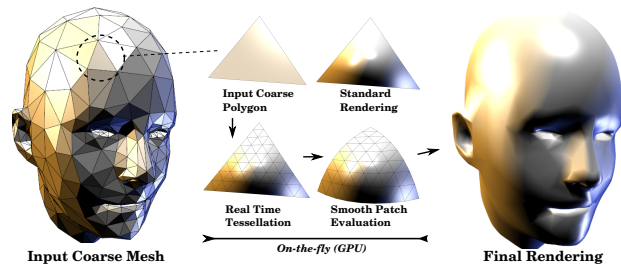 Input Coarse
Polygon
Standard
Rendering
Real Time
Tessellation
Smooth Patch
Evaluation
On-the-fly (GPU)
Input Coarse Mesh
Final Rendering